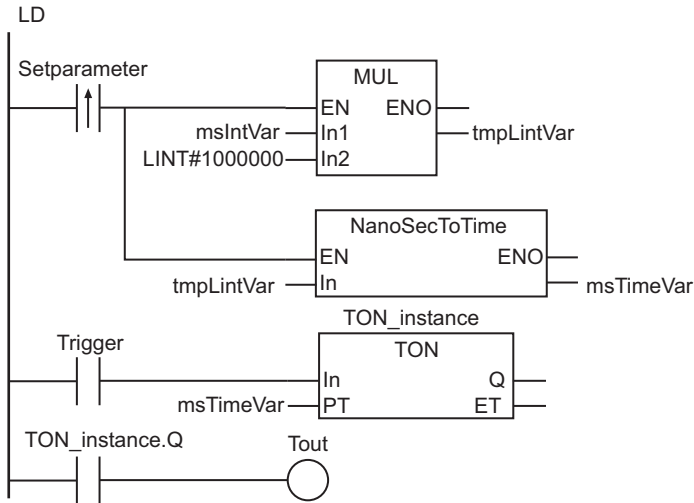 LD
Setparameter
MUL
EN ENO
msIntVar In1 tmpLintVar
LINT#1000000 In2
NanoSecToTime
EN ENO
tmpLintVar In msTimeVar
TON_instance
Trigger TON
In Q
msTimeVar PT ET
TON_instance.Q Tout